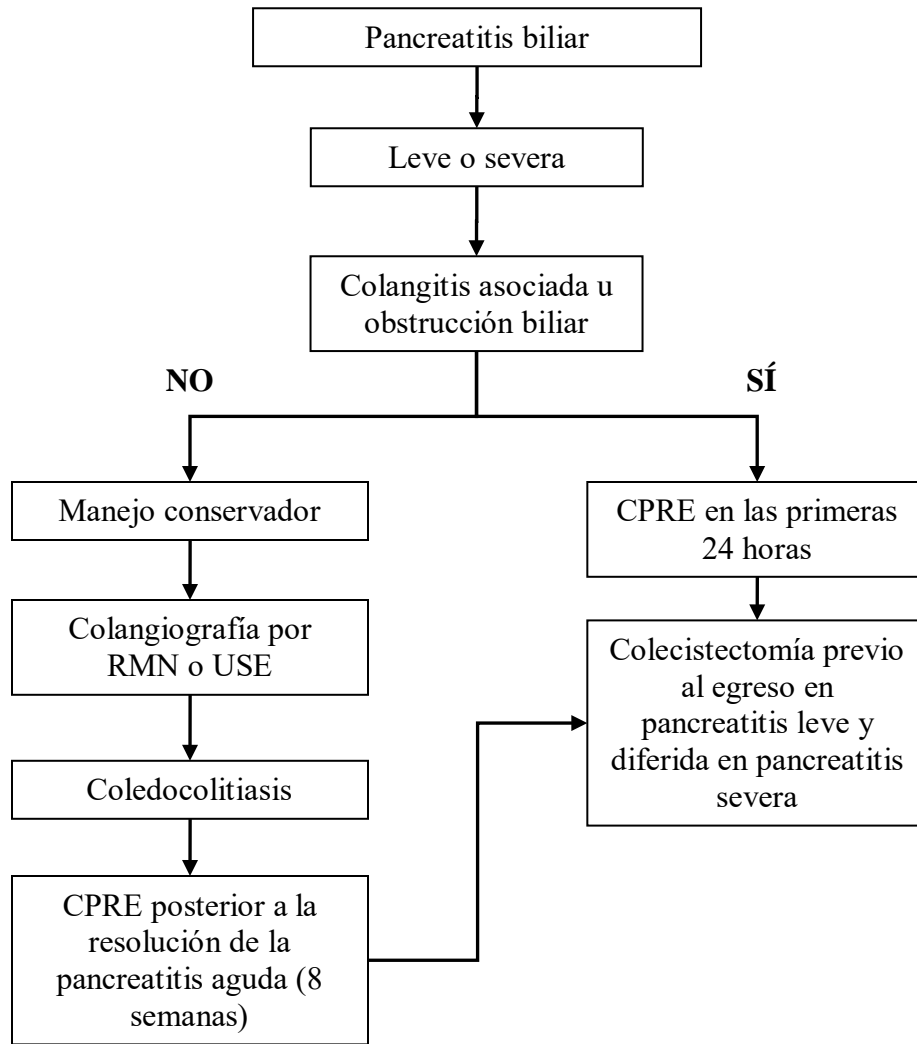 Pancreatitis biliar
Leve o severa
Colangitis asociada u
obstrucción biliar
NO
SÍ
Manejo conservador
Colangiografía por
RMN o USE
Coledocolitiasis
CPRE posterior a la
resolución de la
pancreatitis aguda (8
semanas)
CPRE en las primeras
24 horas
Colecistectomía previo
al egreso en
pancreatitis leve y
diferida en pancreatitis
severa